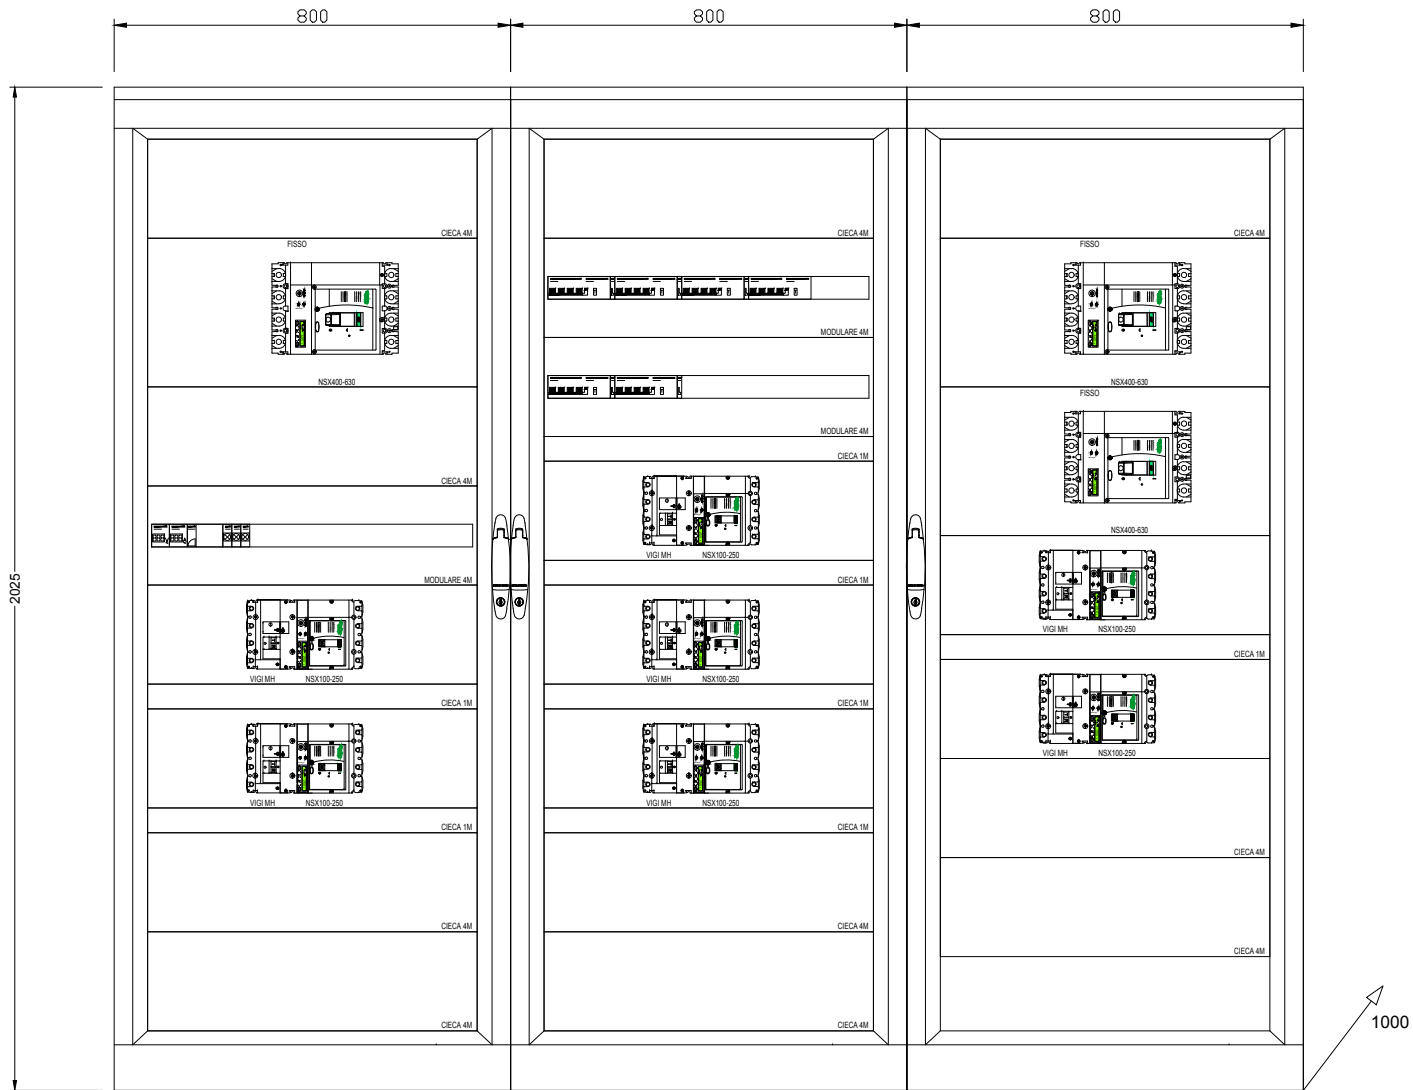 800
800
800
2025
CIECA 4M
FISSO
NSX400-630
CIECA 4M
MODULARE 4M
VIGI MH NSX100-250
CIECA 1M
VIGI MH NSX100-250
CIECA 1M
CIECA 4M
CIECA 4M
CIECA 4M
MODULARE 4M
MODULARE 4M
CIECA 1M
VIGI MH NSX100-250
CIECA 1M
VIGI MH NSX100-250
CIECA 1M
VIGI MH NSX100-250
CIECA 1M
CIECA 4M
CIECA 4M
CIECA 4M
FISSO
NSX400-630
FISSO
NSX400-630
VIGI MH NSX100-250
CIECA 1M
VIGI MH NSX100-250
CIECA 4M
CIECA 4M
1000